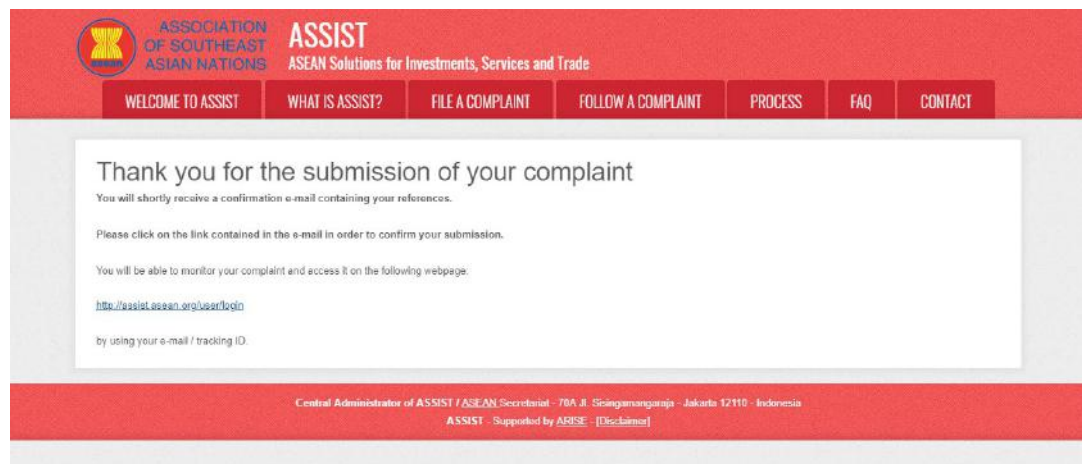 ASSOCIATION
OF SOUTHEAST
ASIAN NATIONS
ASSIST
ASEAN Solutions for Investments, Services and Trade
WELCOME TO ASSIST WHAT IS ASSIST? FILE A COMPLAINT FOLLOW A COMPLAINT PROCESS FAQ CONTACT
Thank you for the submission of your complaint
You will shortly receive a confirmation e-mail containing your references.
Please click on the link contained in the e-mail in order to confirm your submission.
You will be able to monitor your complaint and access it on the following webpage:
http://assist.asean.org/user/login
by using your e-mail / tracking ID.
Central Administrator of ASSIST / ASEAN Secretariat - 70A Jl. Sisingamangaraja - Jakarta 12110 - Indonesia
ASSIST - Supported by ARISE - [Disclaimer]